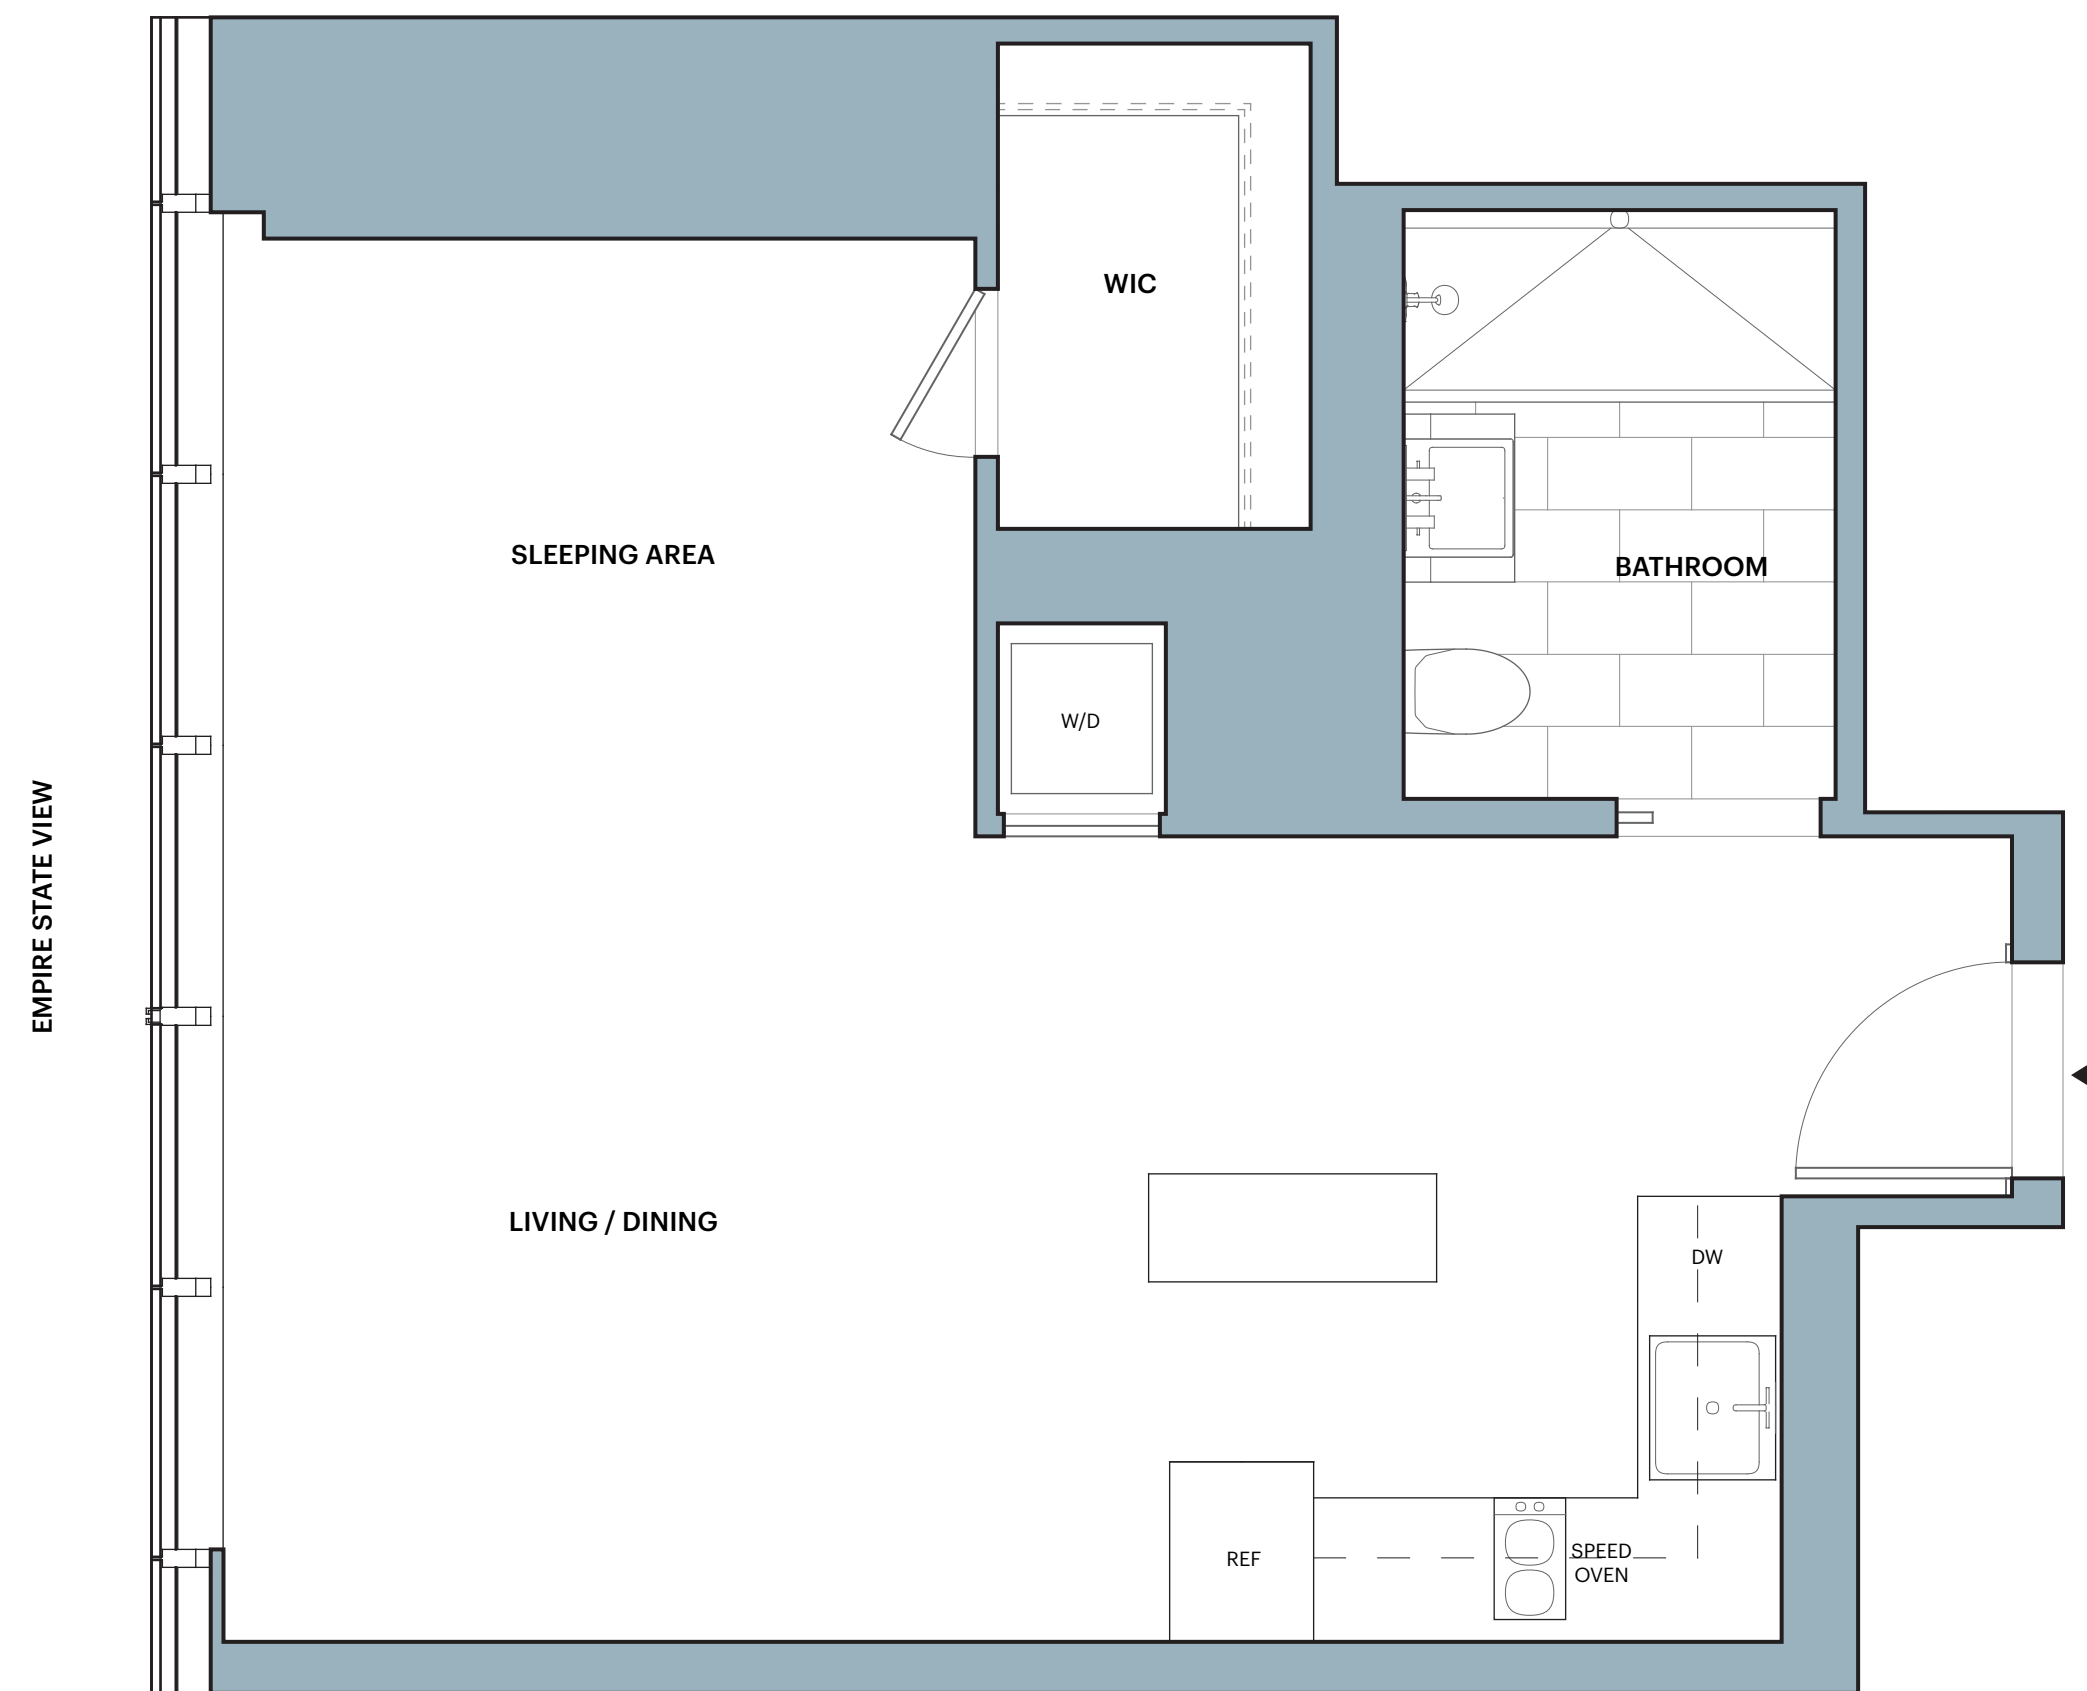 WIC
SLEEPING AREA
BATHROOM
W/D
EMPIRE STATE VIEW
LIVING / DINING
DW
REF
SPEED
OVEN